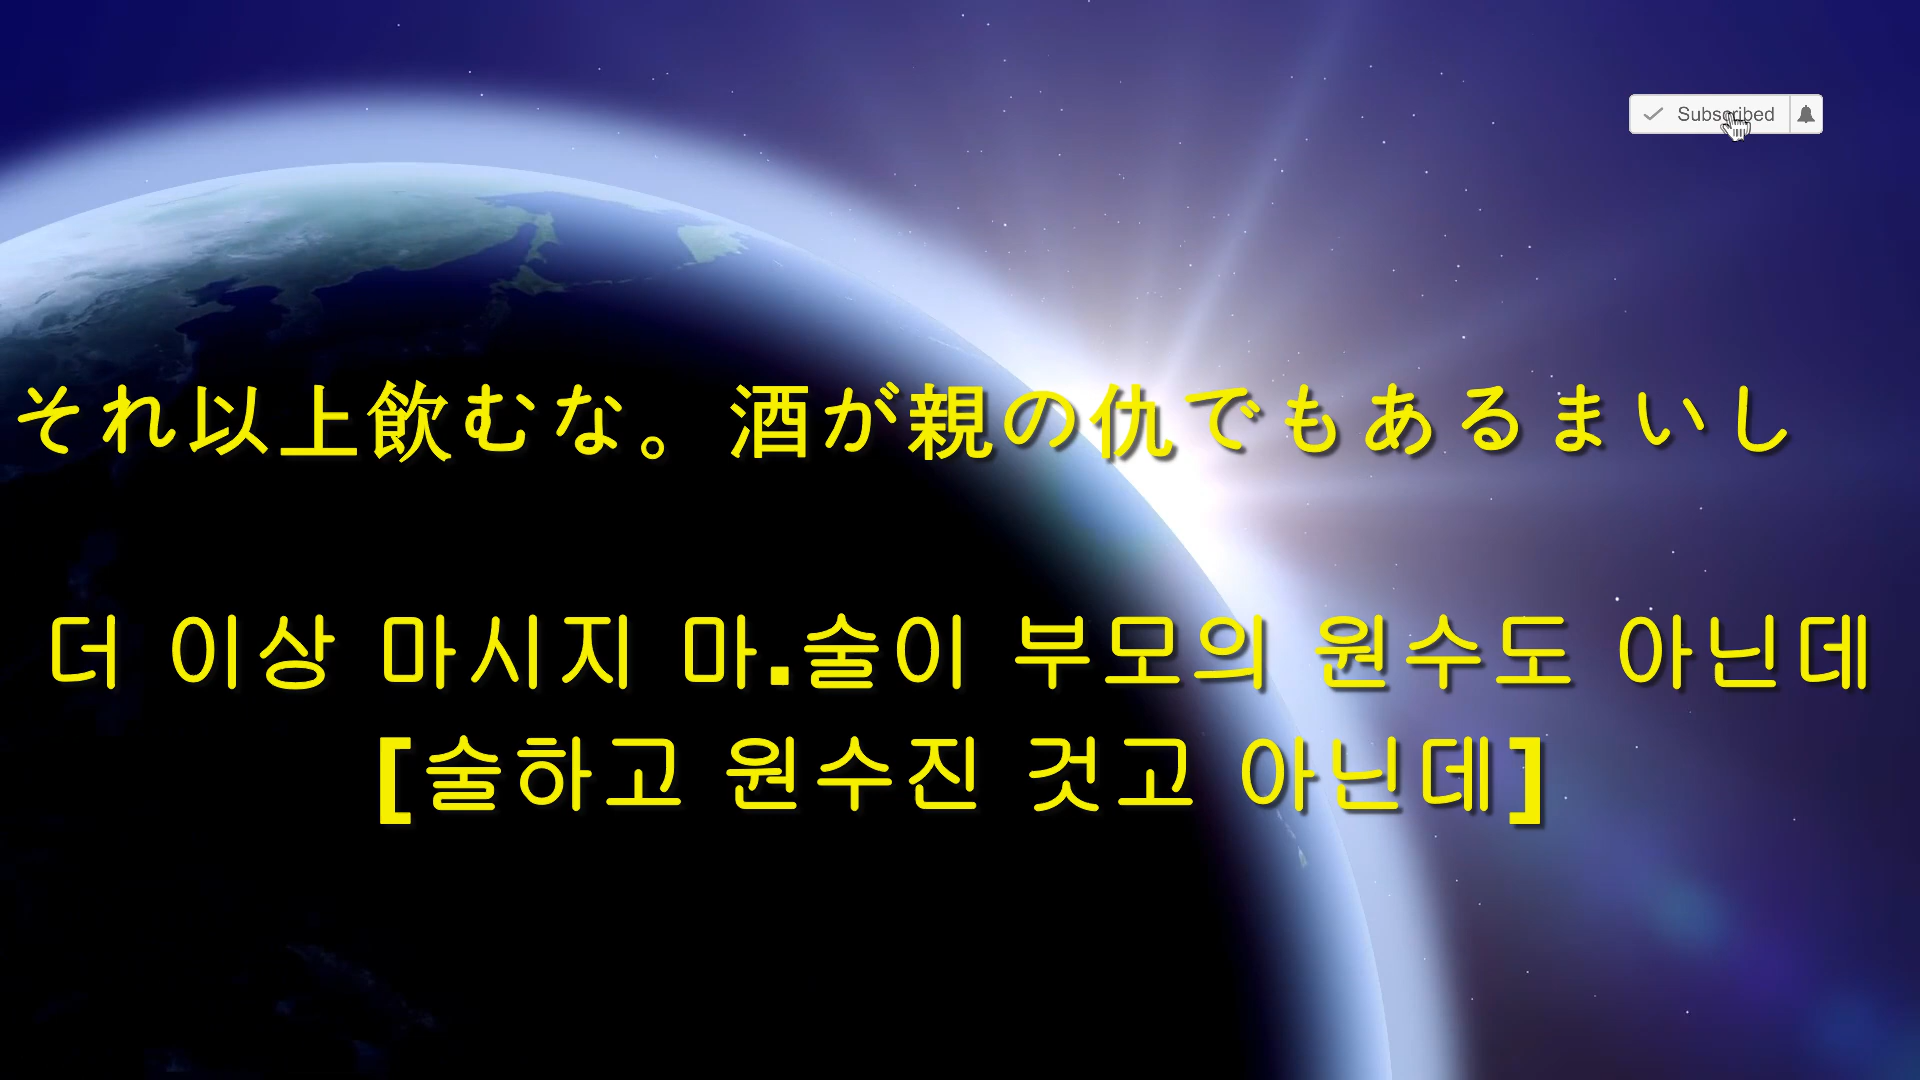 Subscribed
それ以上飲むな。酒が親の仇でもあるまいし
더 이상 마시지 마.술이 부모의 원수도 아닌데
[술하고 원수진 것고 아닌데]